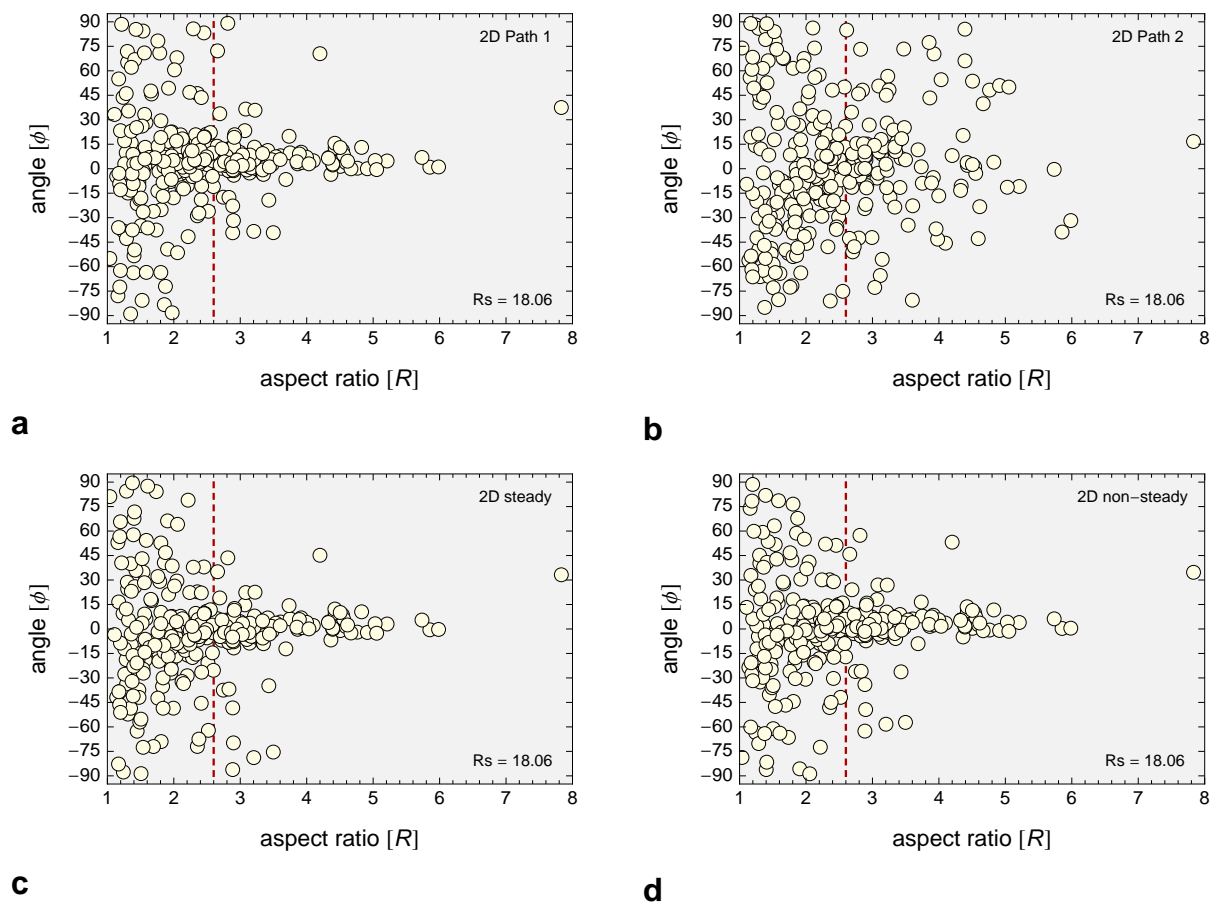 90
75
60
45
30
15
0
−15
−30
−45
−60
−75
−90
angle [ϕ]
2D Path 1
Rs = 18.06
1 2 3 4 5 6 7 8
aspect ratio [R]
a
90
75
60
45
30
15
0
−15
−30
−45
−60
−75
−90
angle [ϕ]
2D Path 2
Rs = 18.06
1 2 3 4 5 6 7 8
aspect ratio [R]
b
90
75
60
45
30
15
0
−15
−30
−45
−60
−75
−90
angle [ϕ]
2D steady
Rs = 18.06
1 2 3 4 5 6 7 8
aspect ratio [R]
c
90
75
60
45
30
15
0
−15
−30
−45
−60
−75
−90
angle [ϕ]
2D non−steady
Rs = 18.06
1 2 3 4 5 6 7 8
aspect ratio [R]
d